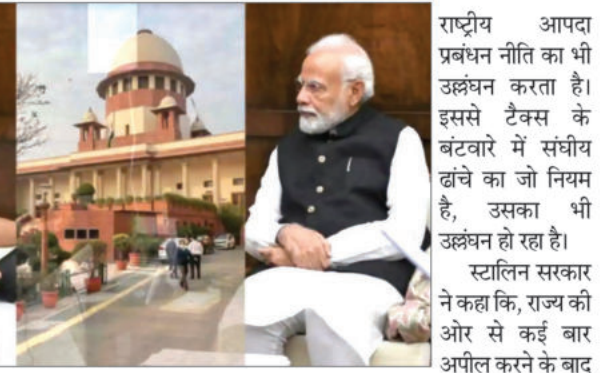 राष्ट्रीय आपदा
प्रबंधन नीति का भी
उल्लंघन करता है।
इससे टैक्स के
बंटवारे में संघीय
ढांचे का जो नियम
है, उसका भी
उल्लंघन हो रहा है।
स्टालिन सरकार
ने कहा कि, राज्य की
ओर से कई बार
अपील करने के बाद